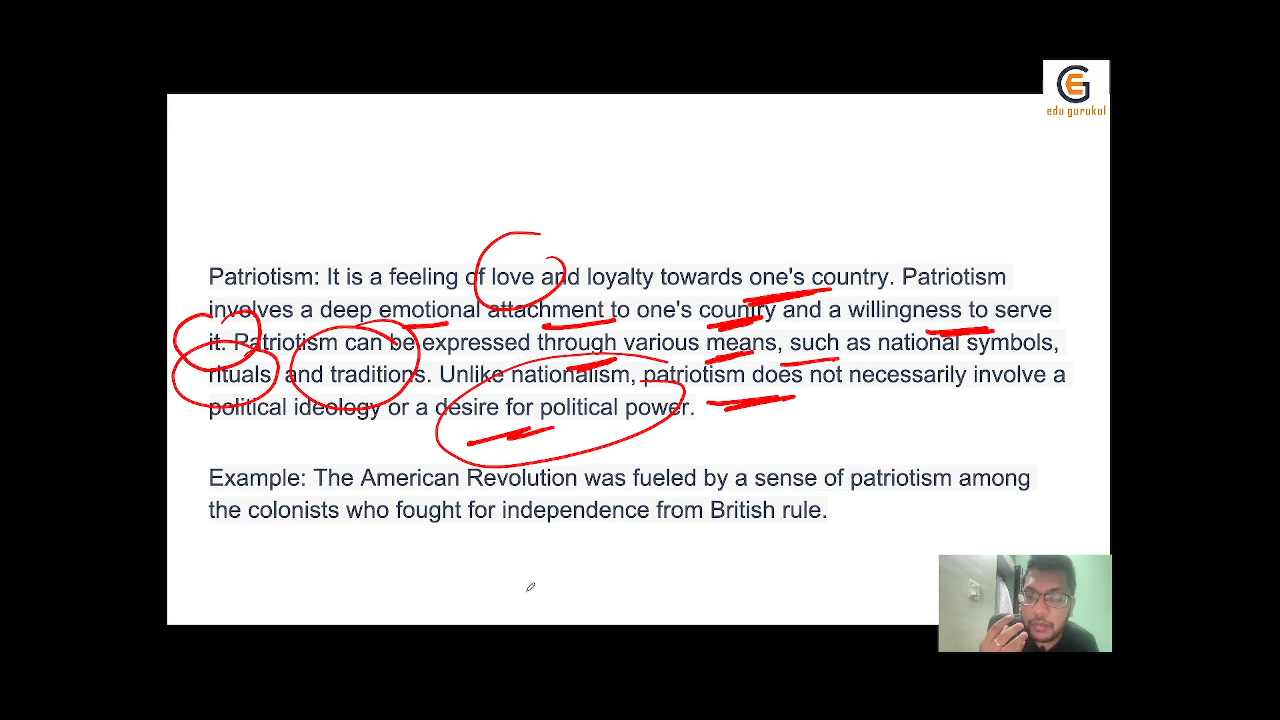 GE
edu gurukul
Patriotism: It is a feeling of love and loyalty towards one's country. Patriotism
involves a deep emotional attachment to one's country and a willingness to serve
it. Patriotism can be expressed through various means, such as national symbols,
rituals, and traditions. Unlike nationalism, patriotism does not necessarily involve a
political ideology or a desire for political power.
Example: The American Revolution was fueled by a sense of patriotism among
the colonists who fought for independence from British rule.